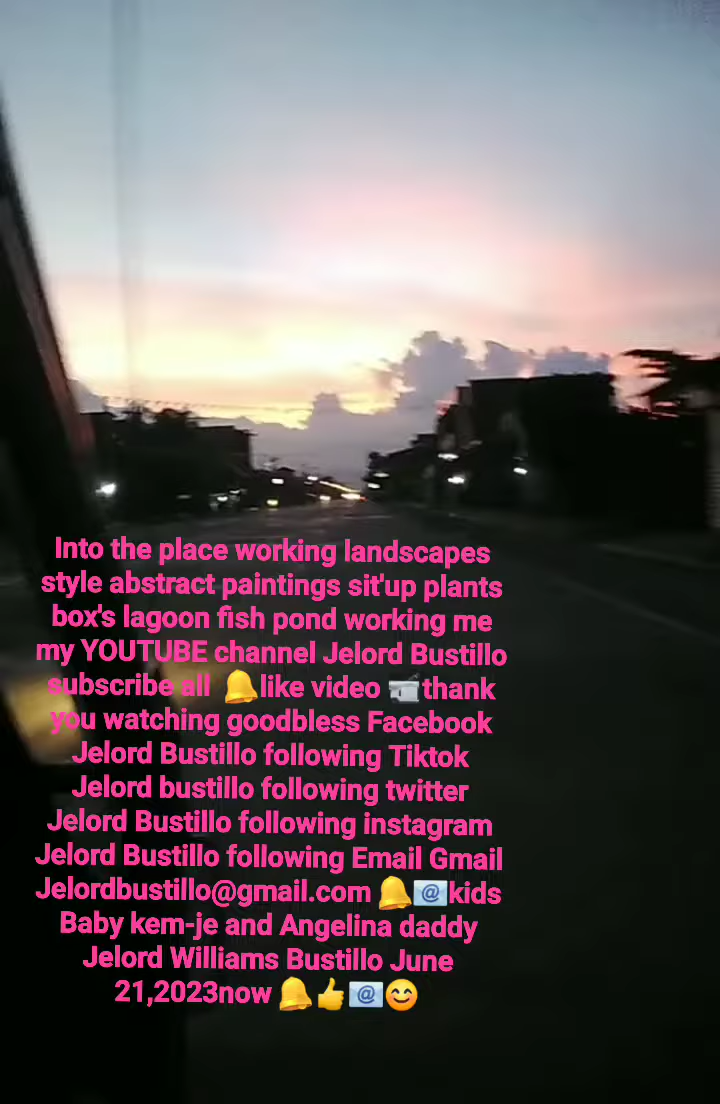 Into the place working landscapes
style abstract paintings sit'up plants
box's lagoon fish pond working me
my YOUTUBE channel Jelord Bustillo
subscribe all 🔔like video 📹thank
you watching goodbless Facebook
Jelord Bustillo following Tiktok
Jelord bustillo following twitter
Jelord Bustillo following instagram
Jelord Bustillo following Email Gmail
Jelordbustillo@gmail.com 🔔📧kids
Baby kem-je and Angelina daddy
Jelord Williams Bustillo June
21,2023now 🔔👍📧😊